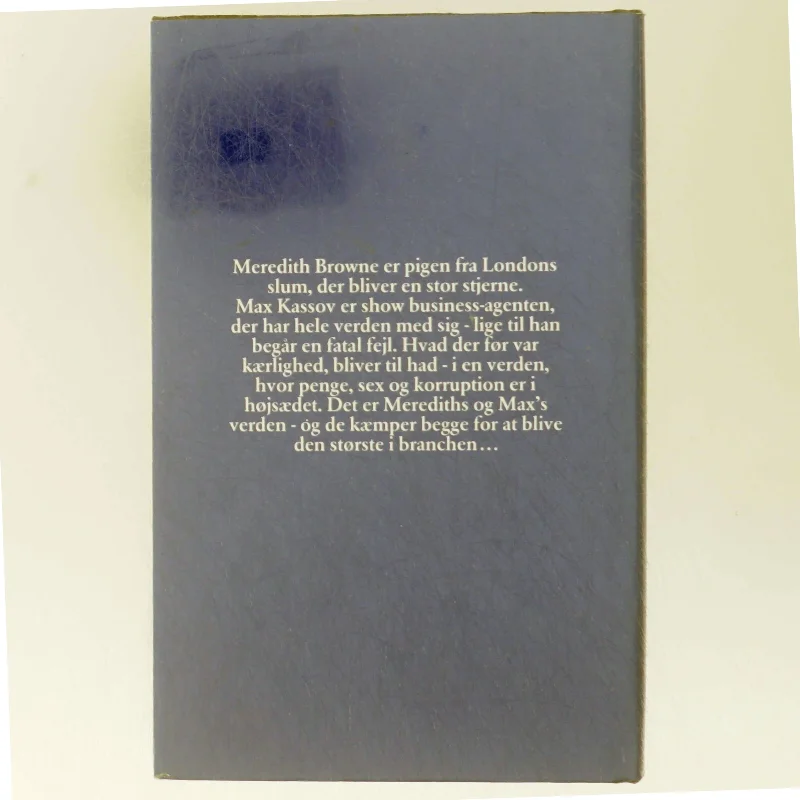 Meredith Browne er pigen fra Londons
slum, der bliver en stor stjerne.
Max Kassov er show business-agenten,
der har hele verden med sig - lige til han
begår en fatal fejl. Hvad der før var
kærlighed, bliver til had - i en verden,
hvor penge, sex og korruption er i
højsædet. Det er Merediths og Max's
verden - og de kæmper begge for at blive
den største i branchen...